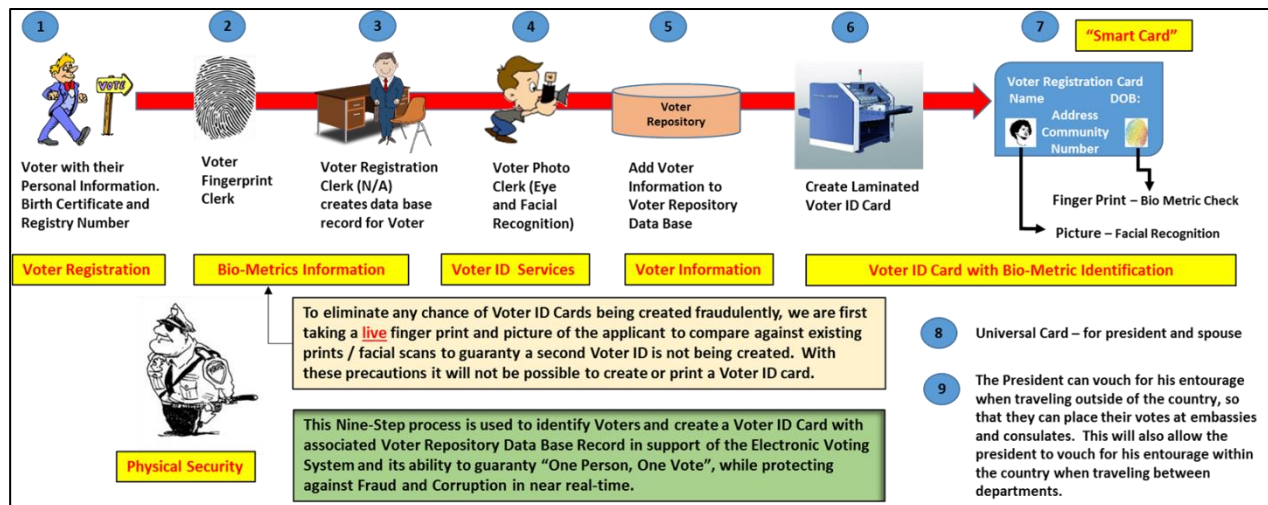 1
2
3
4
5
6
7
"Smart Card"
VOTE
Voter
Repository
Voter Registration Card
Name DOB:
Address
Community
Number
Voter with their
Personal Information.
Birth Certificate and
Registry Number
Voter
Fingerprint
Clerk
Voter Registration
Clerk (N/A)
creates data base
record for Voter
Voter Photo
Clerk (Eye
and Facial
Recognition)
Add Voter
Information to
Voter Repository
Data Base
Create Laminated
Voter ID Card
Finger Print – Bio Metric Check
Picture – Facial Recognition
Voter Registration
Bio-Metrics Information
Voter ID Services
Voter Information
Voter ID Card with Bio-Metric Identification
To eliminate any chance of Voter ID Cards being created fraudulently, we are first
taking a live finger print and picture of the applicant to compare against existing
prints / facial scans to guaranty a second Voter ID is not being created. With
these precautions it will not be possible to create or print a Voter ID card.
Physical Security
This Nine-Step process is used to identify Voters and create a Voter ID Card with
associated Voter Repository Data Base Record in support of the Electronic Voting
System and its ability to guaranty "One Person, One Vote", while protecting
against Fraud and Corruption in near real-time.
8
Universal Card – for president and spouse
9
The President can vouch for his entourage
when traveling outside of the country, so
that they can place their votes at embassies
and consulates. This will also allow the
president to vouch for his entourage within
the country when traveling between
departments.